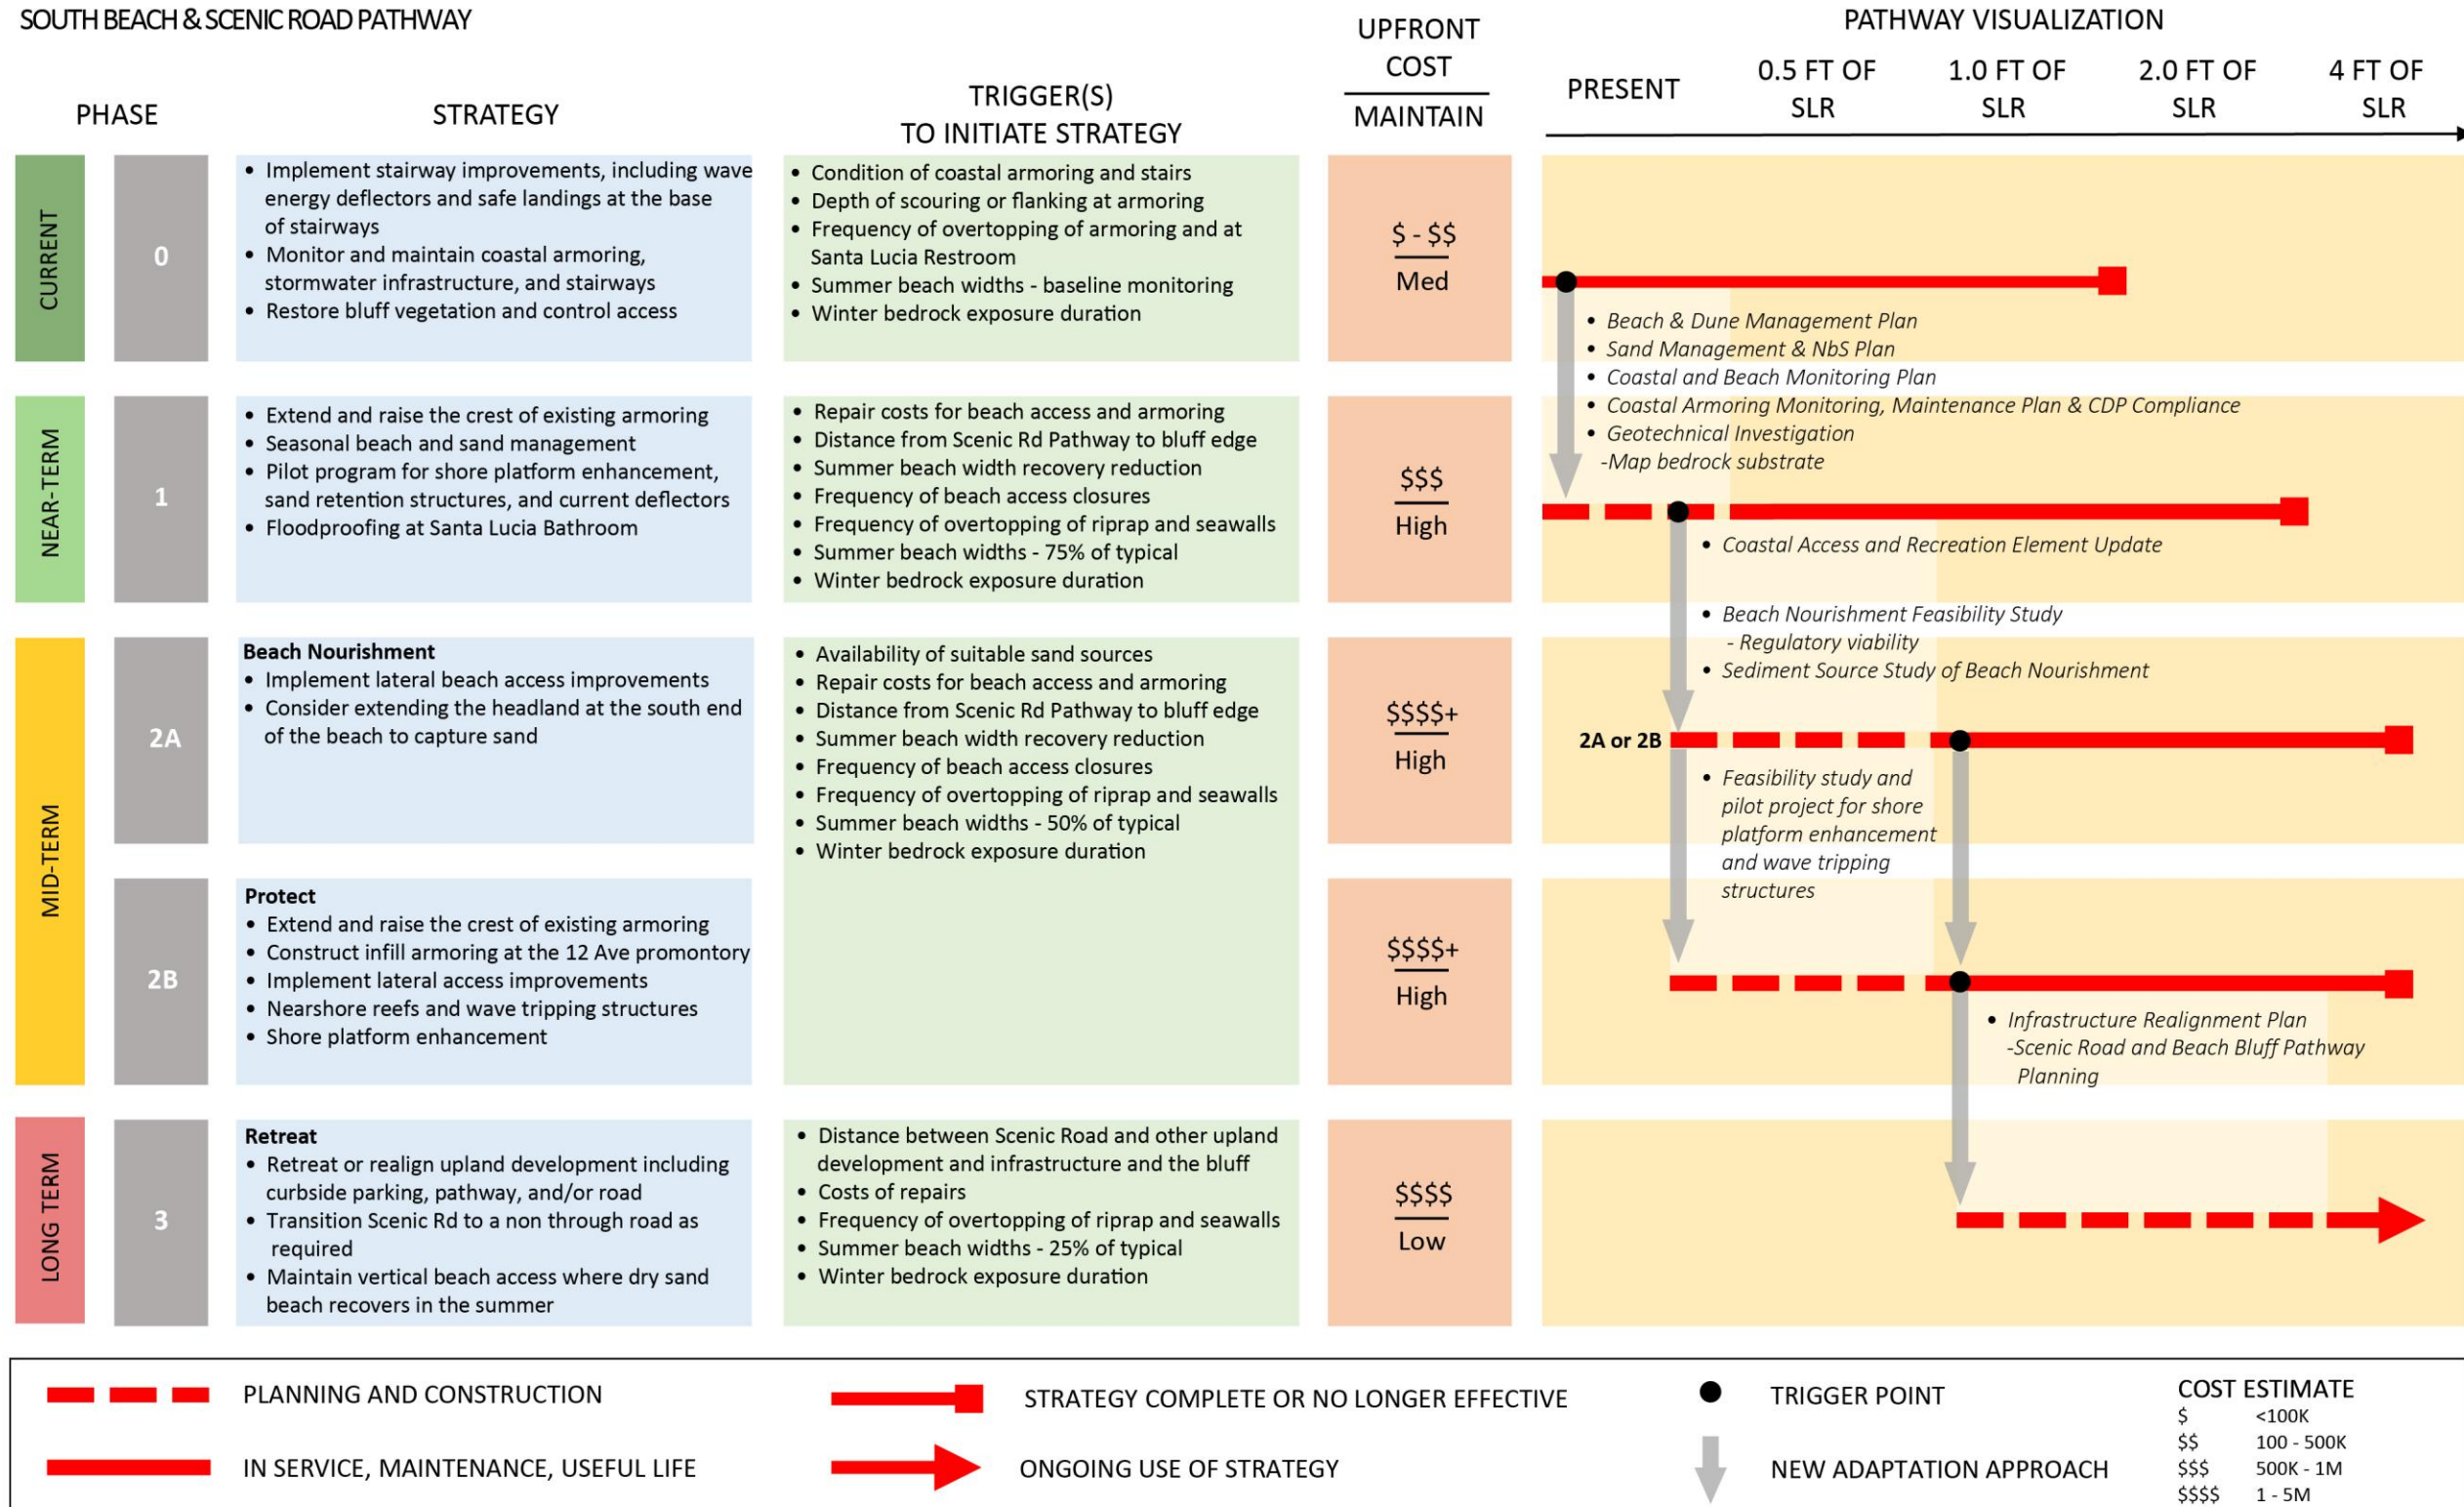 SOUTH BEACH & SCENIC ROAD PATHWAY
PHASE
STRATEGY
TRIGGER(S)
TO INITIATE STRATEGY
UPFRONT
COST
MAINTAIN
PATHWAY VISUALIZATION
PRESENT
0.5 FT OF
SLR
1.0 FT OF
SLR
2.0 FT OF
SLR
4 FT OF
SLR
CURRENT
0
• Implement stairway improvements, including wave
energy deflectors and safe landings at the base
of stairways
• Monitor and maintain coastal armoring,
stormwater infrastructure, and stairways
• Restore bluff vegetation and control access
• Condition of coastal armoring and stairs
• Depth of scouring or flanking at armoring
• Frequency of overtopping of armoring and at
Santa Lucia Restroom
• Summer beach widths - baseline monitoring
• Winter bedrock exposure duration
$ - $$
Med
• Beach & Dune Management Plan
• Sand Management & NbS Plan
• Coastal and Beach Monitoring Plan
• Coastal Armoring Monitoring, Maintenance Plan & CDP Compliance
• Geotechnical Investigation
-Map bedrock substrate
NEAR-TERM
1
• Extend and raise the crest of existing armoring
• Seasonal beach and sand management
• Pilot program for shore platform enhancement,
sand retention structures, and current deflectors
• Floodproofing at Santa Lucia Bathroom
• Repair costs for beach access and armoring
• Distance from Scenic Rd Pathway to bluff edge
• Summer beach width recovery reduction
• Frequency of beach access closures
• Frequency of overtopping of riprap and seawalls
• Summer beach widths - 75% of typical
• Winter bedrock exposure duration
$$$
High
• Coastal Access and Recreation Element Update
• Beach Nourishment Feasibility Study
- Regulatory viability
• Sediment Source Study of Beach Nourishment
MID-TERM
2A
Beach Nourishment
• Implement lateral beach access improvements
• Consider extending the headland at the south end
of the beach to capture sand
• Availability of suitable sand sources
• Repair costs for beach access and armoring
• Distance from Scenic Rd Pathway to bluff edge
• Summer beach width recovery reduction
• Frequency of beach access closures
• Frequency of overtopping of riprap and seawalls
• Summer beach widths - 50% of typical
• Winter bedrock exposure duration
$$$$+
High
2A or 2B
• Feasibility study and
pilot project for shore
platform enhancement
and wave tripping
structures
2B
Protect
• Extend and raise the crest of existing armoring
• Construct infill armoring at the 12 Ave promontory
• Implement lateral access improvements
• Nearshore reefs and wave tripping structures
• Shore platform enhancement
$$$$+
High
• Infrastructure Realignment Plan
-Scenic Road and Beach Bluff Pathway
Planning
LONG TERM
3
Retreat
• Retreat or realign upland development including
curbside parking, pathway, and/or road
• Transition Scenic Rd to a non through road as
required
• Maintain vertical beach access where dry sand
beach recovers in the summer
• Distance between Scenic Road and other upland
development and infrastructure and the bluff
• Costs of repairs
• Frequency of overtopping of riprap and seawalls
• Summer beach widths - 25% of typical
• Winter bedrock exposure duration
$$$$
Low
PLANNING AND CONSTRUCTION
STRATEGY COMPLETE OR NO LONGER EFFECTIVE
TRIGGER POINT
IN SERVICE, MAINTENANCE, USEFUL LIFE
ONGOING USE OF STRATEGY
NEW ADAPTATION APPROACH
COST ESTIMATE
$ <100K
$$ 100 - 500K
$$$ 500K - 1M
$$$$ 1 - 5M